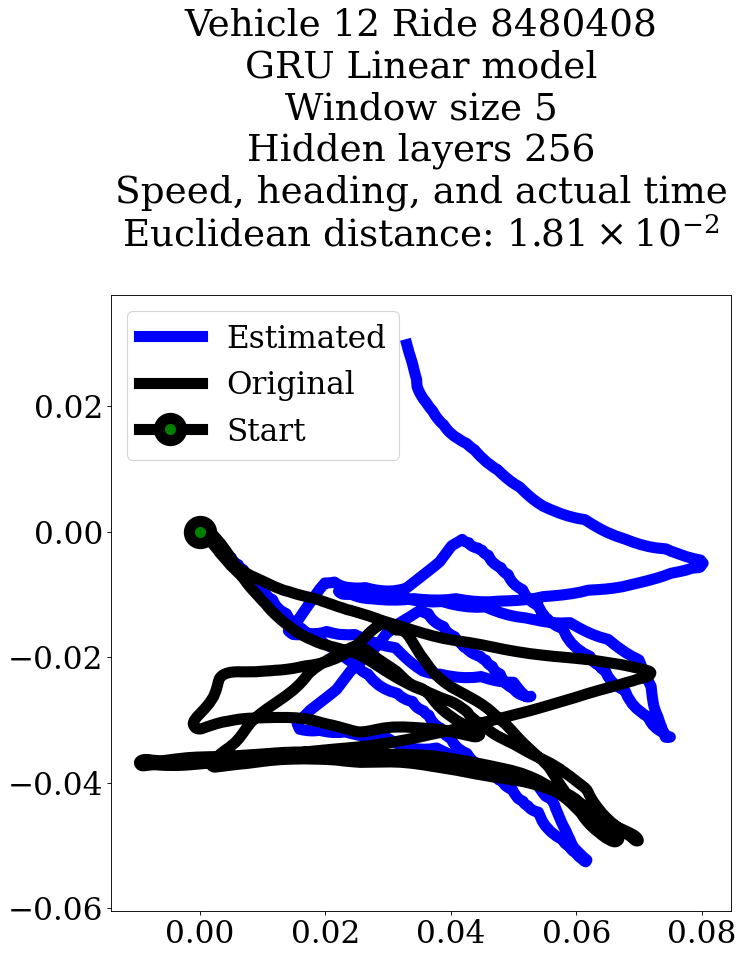 Vehicle 12 Ride 8480408
GRU Linear model
Window size 5
Hidden layers 256
Speed, heading, and actual time
Euclidean distance: 1.81 × 10⁻²
Estimated
Original
Start
0.02
0.00
−0.02
−0.04
−0.06
0.00 0.02 0.04 0.06 0.08